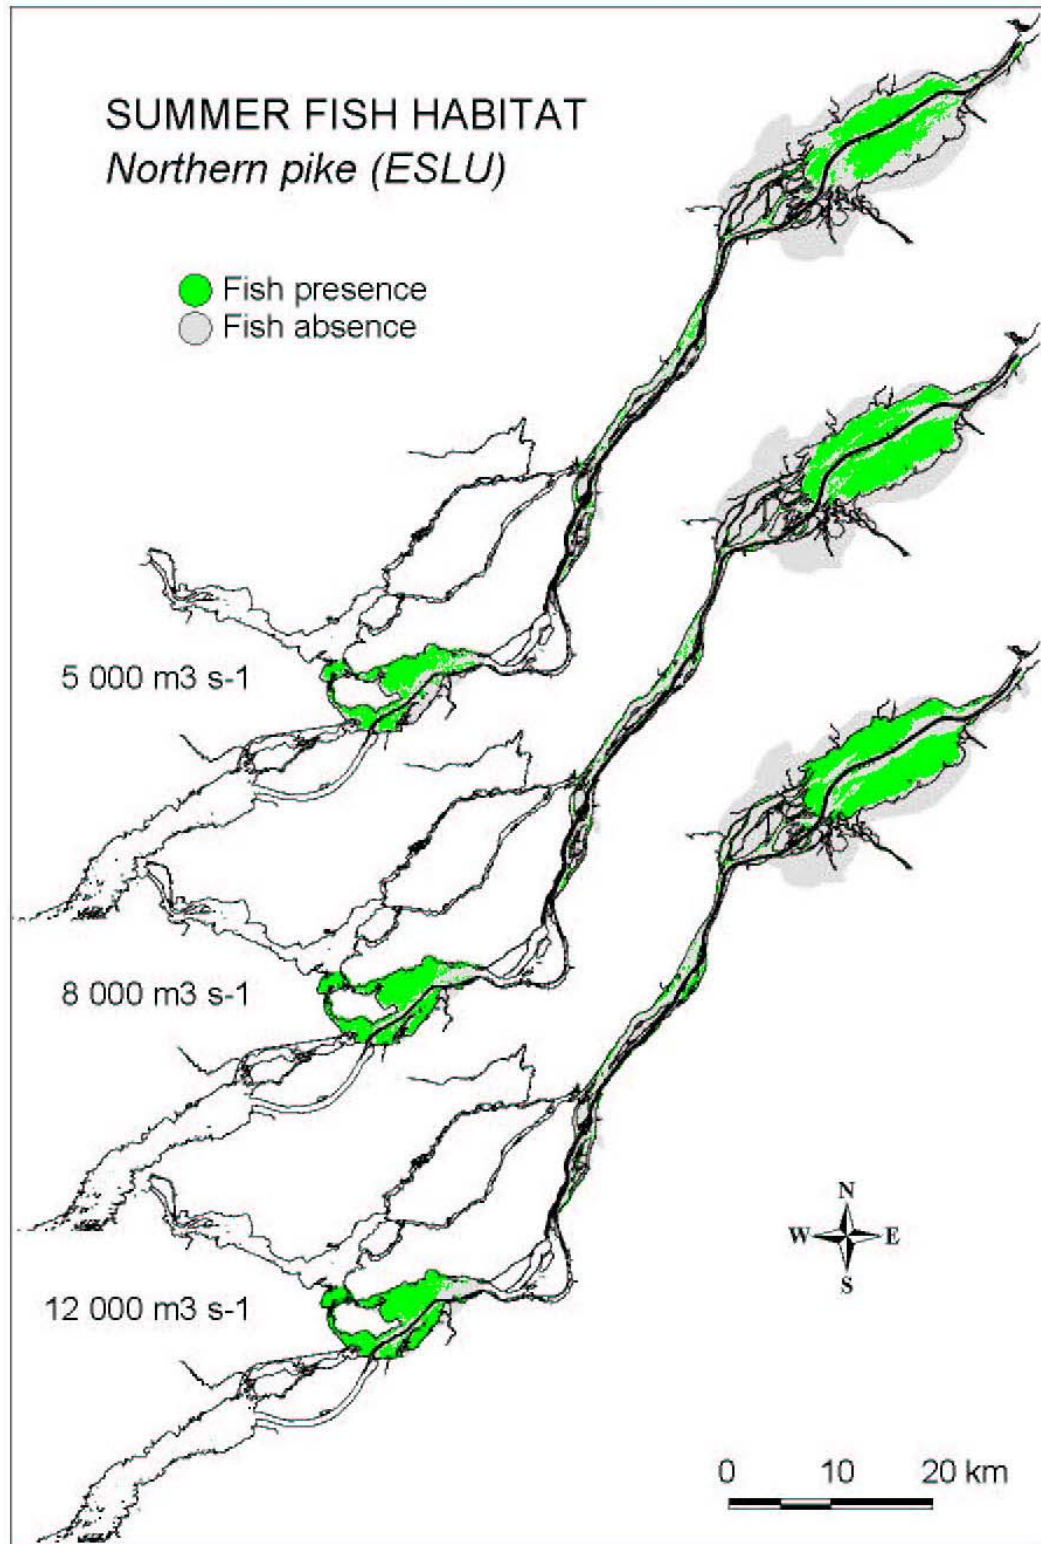 SUMMER FISH HABITAT
Northern pike (ESLU)
Fish presence
Fish absence
5 000 m3 s-1
8 000 m3 s-1
12 000 m3 s-1
N
W E
S
0 10 20 km